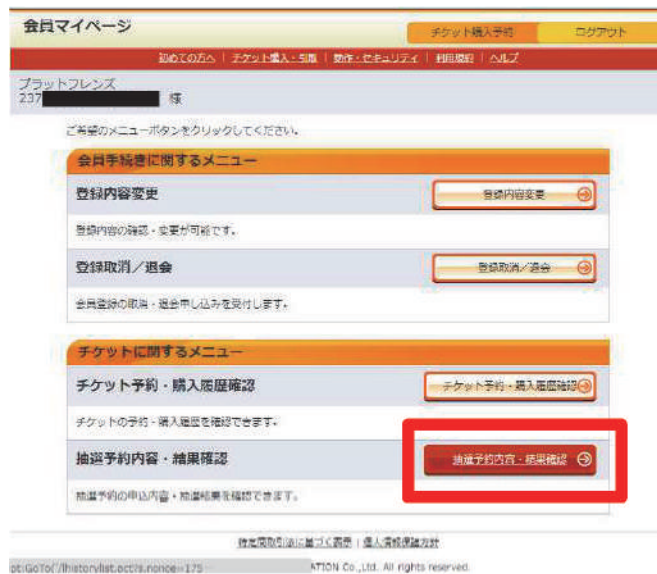 会員マイページ
チケット購入予約 ログアウト
初めての方へ | チケット購入・引取 | 動作・セキュリティ | 利用規約 | ヘルプ
プラットフレンズ
237 様
ご希望のメニューボタンをクリックしてください。
会員手続きに関するメニュー
登録内容変更 登録内容変更
登録内容の確認・変更が可能です。
登録取消/退会 登録取消/退会
会員登録の取消・退会申し込みを受付します。
チケットに関するメニュー
チケット予約・購入履歴確認 チケット予約・購入履歴確認
チケットの予約・購入履歴を確認できます。
抽選予約内容・結果確認 抽選予約内容・結果確認
抽選予約の申込内容・抽選結果を確認できます。
特定商取引法に基づく表示 | 個人情報保護方針
ATION Co.,Ltd. All rights reserved.